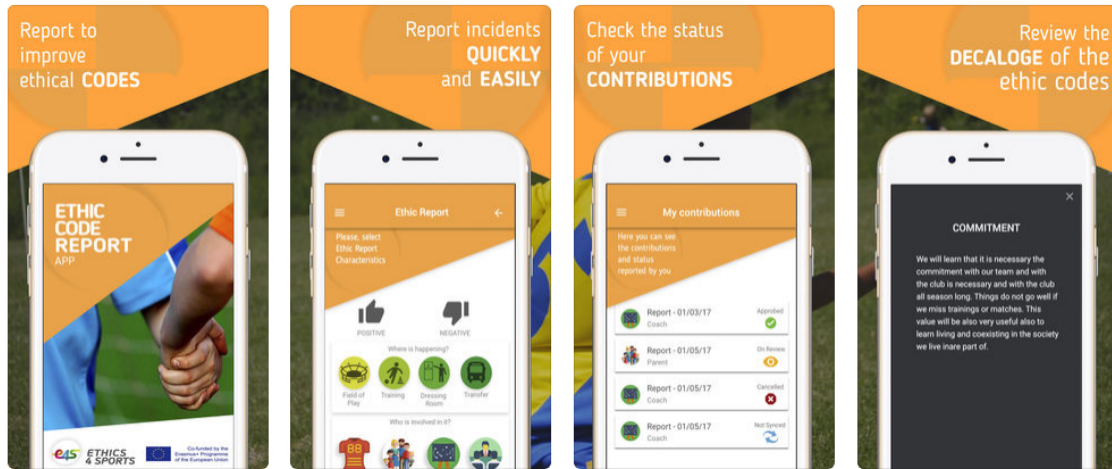 Report to
improve
ethical CODES
ETHIC
CODE
REPORT
APP
e4s ETHICS
4 SPORTS
Co-funded by the
Erasmus+ Programme
of the European Union
Report incidents
QUICKLY
and EASILY
Ethic Report
Please, select
Ethic Report
Characteristics
POSITIVE
NEGATIVE
Where is happening?
Field of
Play
Training
Dressing
Room
Transfer
Who is involved in it?
88
Check the status
of your
CONTRIBUTIONS
My contributions
Here you can see
the contributions
and status
reported by you
Report - 01/03/17
Coach
Approbed
Report - 01/05/17
Parent
On Review
Report - 01/05/17
Coach
Cancelled
Report - 01/05/17
Coach
Not Synced
Review the
DECALOGE of the
ethic codes
COMMITMENT
We will learn that it is necessary the
commitment with our team and with
the club is necessary and with the club
all season long. Things do not go well if
we miss trainings or matches. This
value will be also very useful also to
learn living and coexisting in the society
we live inare part of.